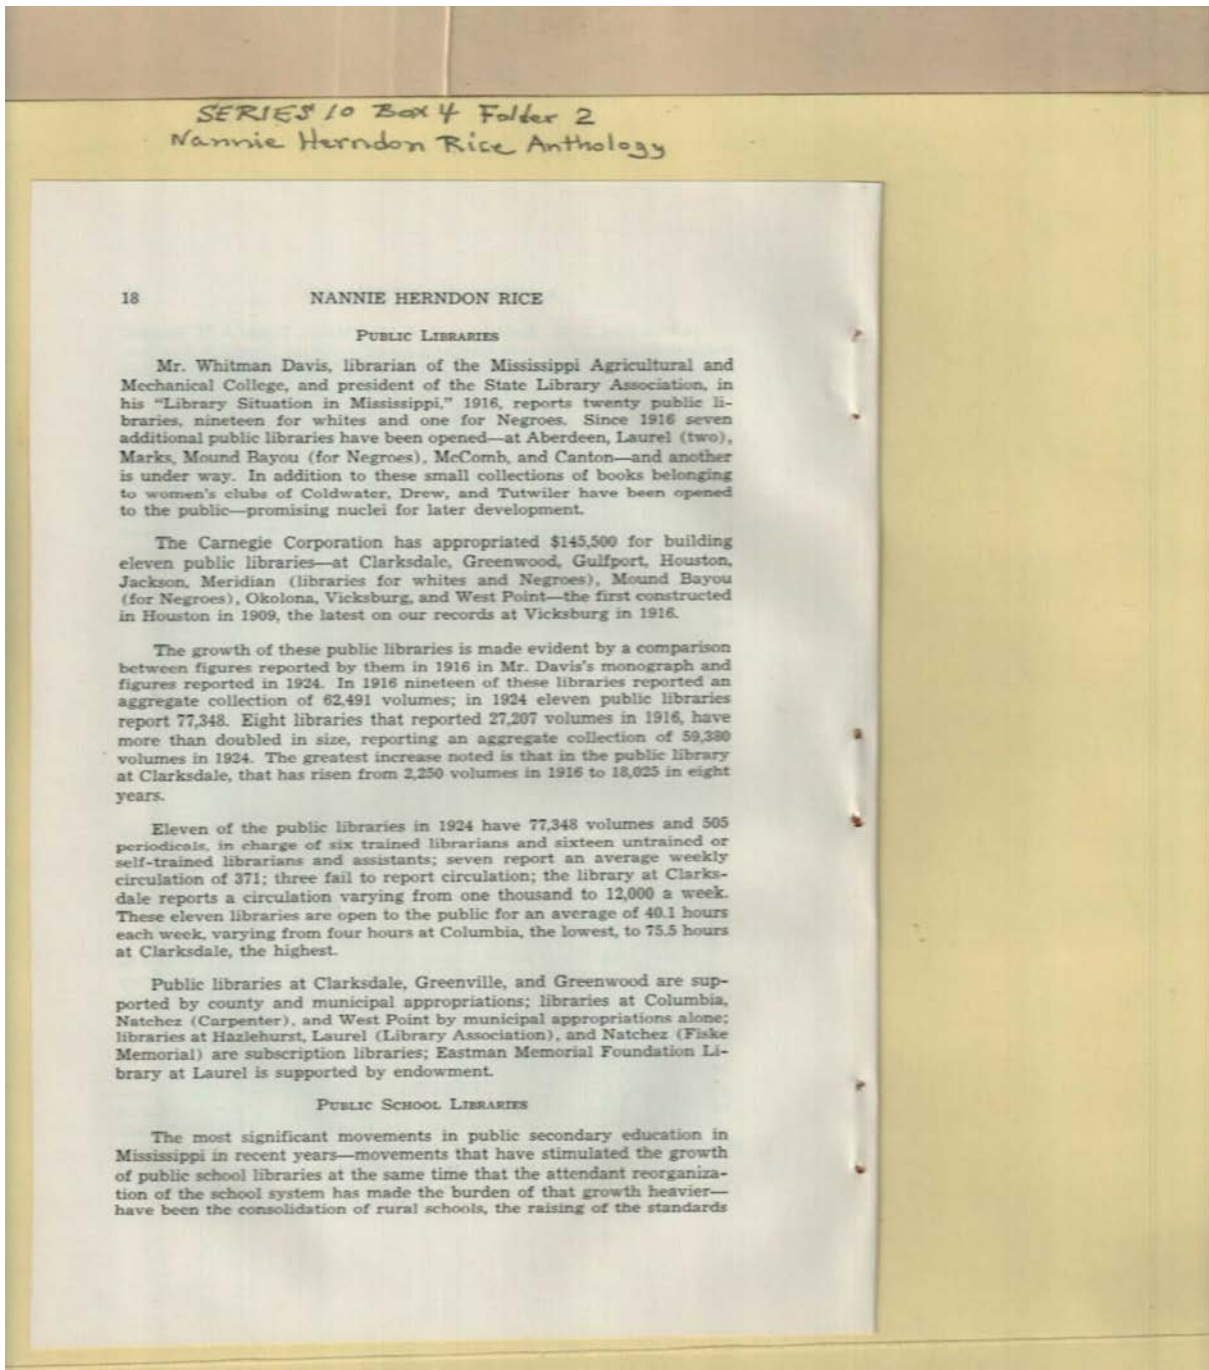 SERIES 10 Box 4 Folder 2
Nannie Herndon Rice Anthology
18 NANNIE HERNDON RICE
PUBLIC LIBRARIES
Mr. Whitman Davis, librarian of the Mississippi Agricultural and
Mechanical College, and president of the State Library Association, in
his “Library Situation in Mississippi,” 1916, reports twenty public li-
braries, nineteen for whites and one for Negroes. Since 1916 seven
additional public libraries have been opened—at Aberdeen, Laurel (two),
Marks, Mound Bayou (for Negroes), McComb, and Canton—and another
is under way. In addition to these small collections of books belonging
to women's clubs of Coldwater, Drew, and Tutwiler have been opened
to the public—promising nuclei for later development.
The Carnegie Corporation has appropriated $145,500 for building
eleven public libraries—at Clarksdale, Greenwood, Gulfport, Houston,
Jackson, Meridian (libraries for whites and Negroes), Mound Bayou
(for Negroes), Okolona, Vicksburg, and West Point—the first constructed
in Houston in 1909, the latest on our records at Vicksburg in 1916.
The growth of these public libraries is made evident by a comparison
between figures reported by them in 1916 in Mr. Davis's monograph and
figures reported in 1924. In 1916 nineteen of these libraries reported an
aggregate collection of 62,491 volumes; in 1924 eleven public libraries
report 77,348. Eight libraries that reported 27,207 volumes in 1916, have
more than doubled in size, reporting an aggregate collection of 59,380
volumes in 1924. The greatest increase noted is that in the public library
at Clarksdale, that has risen from 2,250 volumes in 1916 to 18,025 in eight
years.
Eleven of the public libraries in 1924 have 77,348 volumes and 505
periodicals, in charge of six trained librarians and sixteen untrained or
self-trained librarians and assistants; seven report an average weekly
circulation of 371; three fail to report circulation; the library at Clarks-
dale reports a circulation varying from one thousand to 12,000 a week.
These eleven libraries are open to the public for an average of 40.1 hours
each week, varying from four hours at Columbia, the lowest, to 75.5 hours
at Clarksdale, the highest.
Public libraries at Clarksdale, Greenville, and Greenwood are sup-
ported by county and municipal appropriations; libraries at Columbia,
Natchez (Carpenter), and West Point by municipal appropriations alone;
libraries at Hazlehurst, Laurel (Library Association), and Natchez (Fiske
Memorial) are subscription libraries; Eastman Memorial Foundation Li-
brary at Laurel is supported by endowment.
PUBLIC SCHOOL LIBRARIES
The most significant movements in public secondary education in
Mississippi in recent years—movements that have stimulated the growth
of public school libraries at the same time that the attendant reorganiza-
tion of the school system has made the burden of that growth heavier—
have been the consolidation of rural schools, the raising of the standards